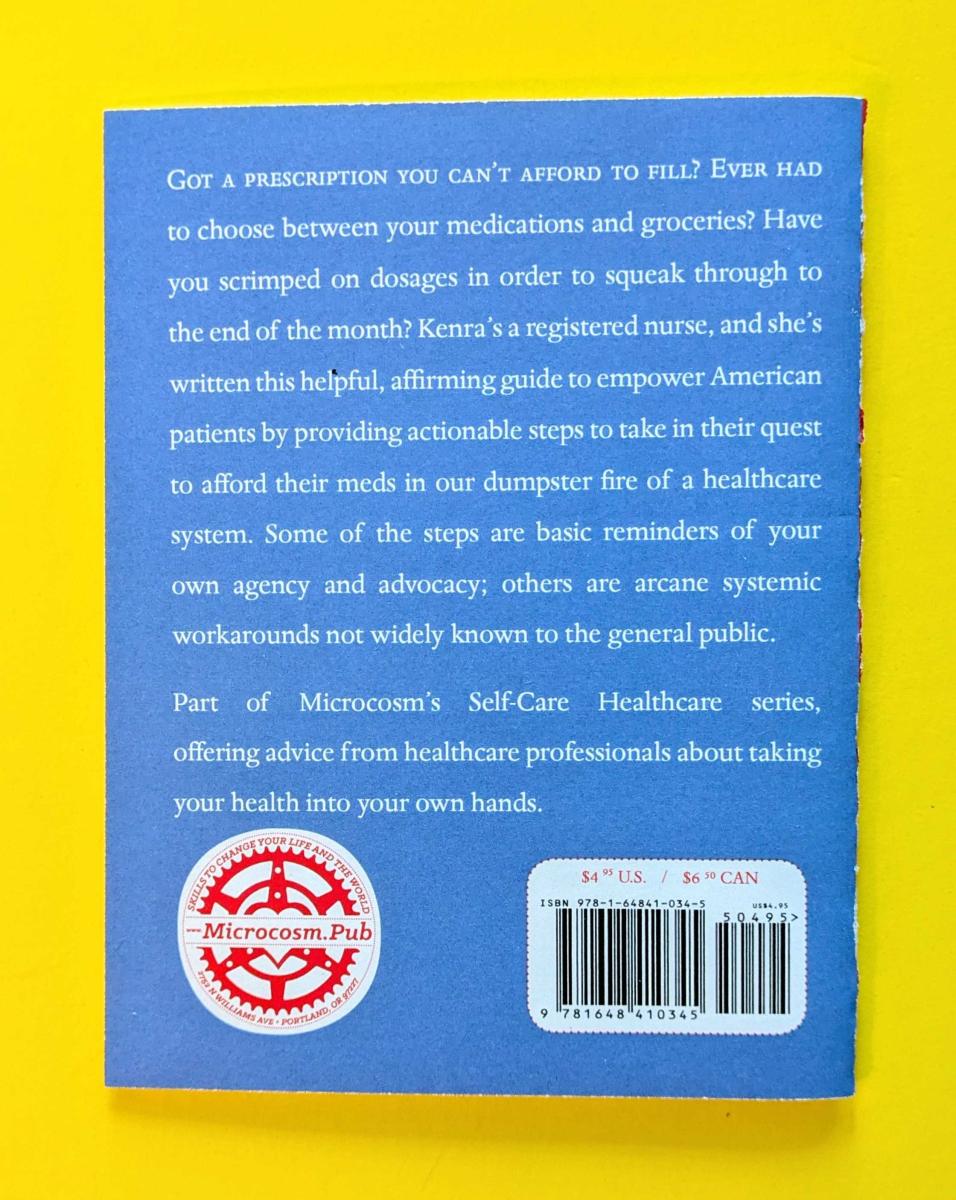 Got a prescription you can't afford to fill? Ever had
to choose between your medications and groceries? Have
you scrimped on dosages in order to squeak through to
the end of the month? Kenra's a registered nurse, and she's
written this helpful, affirming guide to empower American
patients by providing actionable steps to take in their quest
to afford their meds in our dumpster fire of a healthcare
system. Some of the steps are basic reminders of your
own agency and advocacy; others are arcane systemic
workarounds not widely known to the general public.
Part of Microcosm's Self-Care Healthcare series,
offering advice from healthcare professionals about taking
your health into your own hands.
SKILLS TO CHANGE YOUR LIFE AND THE WORLD
www.Microcosm.Pub
2752 N WILLIAMS AVE • PORTLAND, OR 97227
$4.95 U.S. / $6.50 CAN
ISBN 978-1-64841-034-5
US$4.95
50495>
9 781648 410345